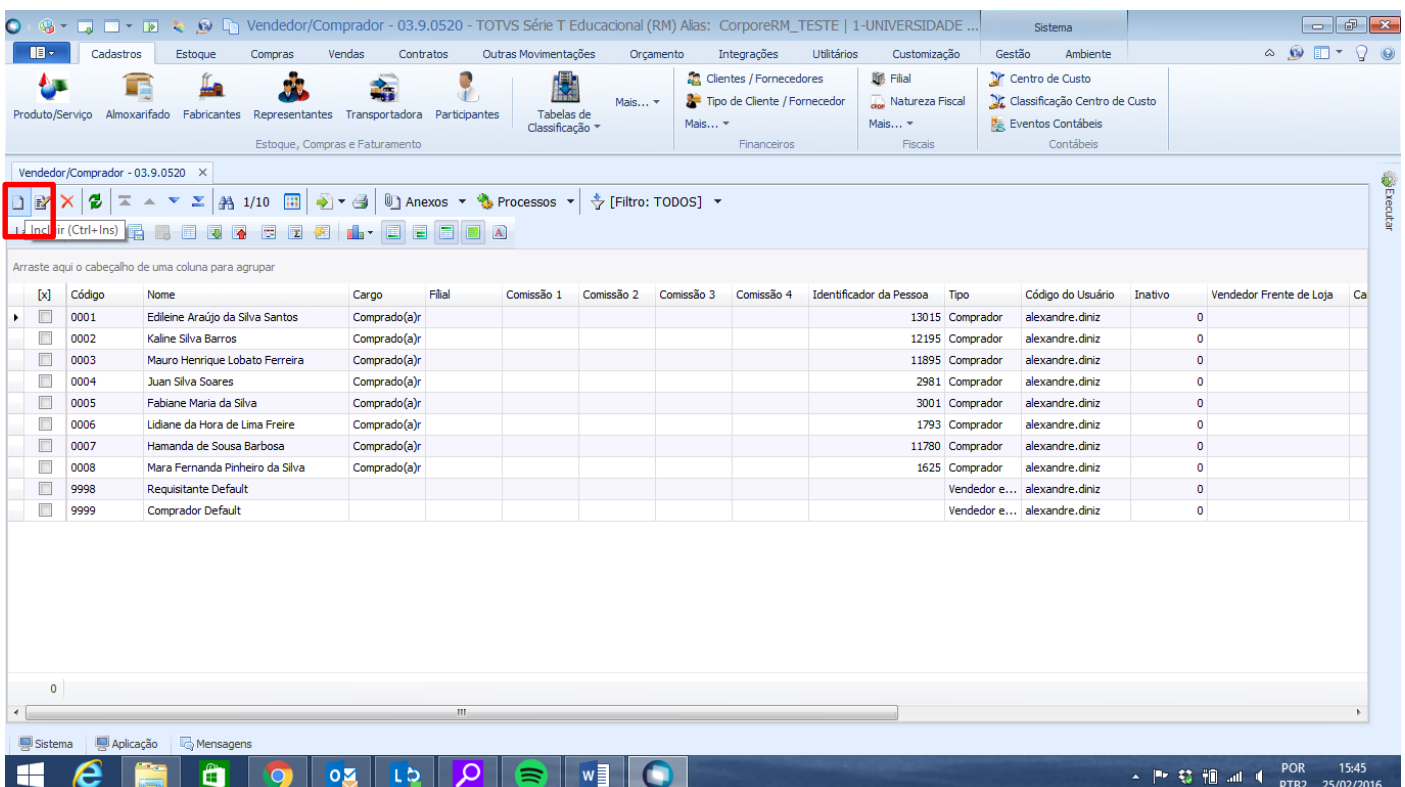 Vendedor/Comprador - 03.9.0520 - TOTVS Série T Educacional (RM) Alias: CorporeRM_TESTE | 1-UNIVERSIDADE ... Sistema
Cadastros Estoque Compras Vendas Contratos Outras Movimentações Orçamento Integrações Utilitários Customização Gestão Ambiente
Clientes / Fornecedores Filial Centro de Custo
Mais... Tipo de Cliente / Fornecedor Natureza Fiscal Classificação Centro de Custo
Produto/Serviço Almoxarifado Fabricantes Representantes Transportadora Participantes Tabelas de
Classificação Mais... Mais... Eventos Contábeis
Estoque, Compras e Faturamento Financeiros Fiscais Contábeis
Vendedor/Comprador - 03.9.0520
Executar
1/10 Anexos Processos [Filtro: TODOS]
Incluir (Ctrl+Ins)
Arraste aqui o cabeçalho de uma coluna para agrupar
[x] Código Nome Cargo Filial Comissão 1 Comissão 2 Comissão 3 Comissão 4 Identificador da Pessoa Tipo Código do Usuário Inativo Vendedor Frente de Loja Ca
0001 Edileine Araújo da Silva Santos Comprado(a)r 13015 Comprador alexandre.diniz 0
0002 Kaline Silva Barros Comprado(a)r 12195 Comprador alexandre.diniz 0
0003 Mauro Henrique Lobato Ferreira Comprado(a)r 11895 Comprador alexandre.diniz 0
0004 Juan Silva Soares Comprado(a)r 2981 Comprador alexandre.diniz 0
0005 Fabiane Maria da Silva Comprado(a)r 3001 Comprador alexandre.diniz 0
0006 Lidiane da Hora de Lima Freire Comprado(a)r 1793 Comprador alexandre.diniz 0
0007 Hamanda de Sousa Barbosa Comprado(a)r 11780 Comprador alexandre.diniz 0
0008 Mara Fernanda Pinheiro da Silva Comprado(a)r 1625 Comprador alexandre.diniz 0
9998 Requisitante Default Vendedor e... alexandre.diniz 0
9999 Comprador Default Vendedor e... alexandre.diniz 0
0
Sistema Aplicação Mensagens
POR 15:45
PTB2 25/02/2016